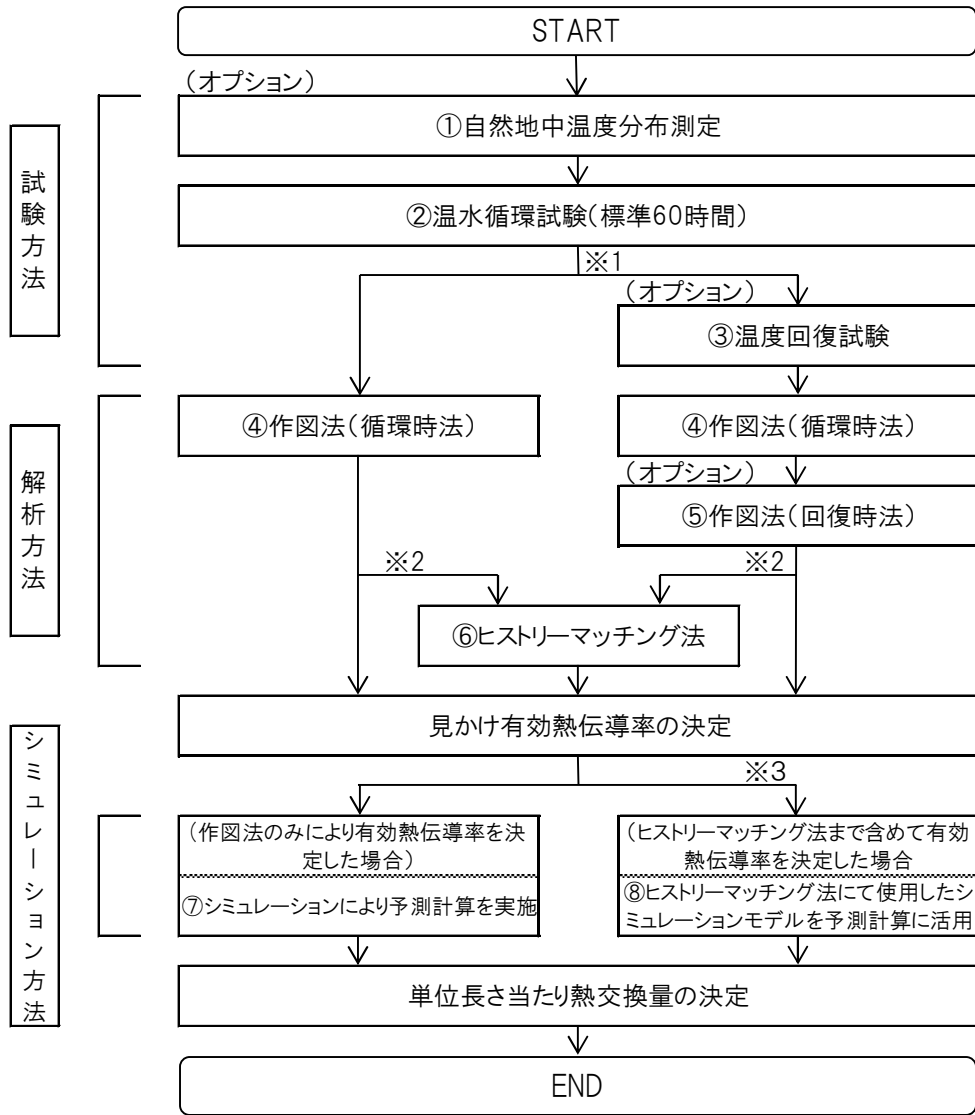 START
(オプション)
①自然地中温度分布測定
試験方法
②温水循環試験(標準60時間)
※1
(オプション)
③温度回復試験
解析方法
④作図法(循環時法)
④作図法(循環時法)
(オプション)
⑤作図法(回復時法)
※2
※2
⑥ヒストリーマッチング法
見かけ有効熱伝導率の決定
シミュレーション方法
※3
(作図法のみにより有効熱伝導率を決
定した場合)
⑦シミュレーションにより予測計算を実施
(ヒストリーマッチング法まで含めて有効
熱伝導率を決定した場合
⑧ヒストリーマッチング法にて使用したシ
ミュレーションモデルを予測計算に活用
単位長さ当たり熱交換量の決定
END